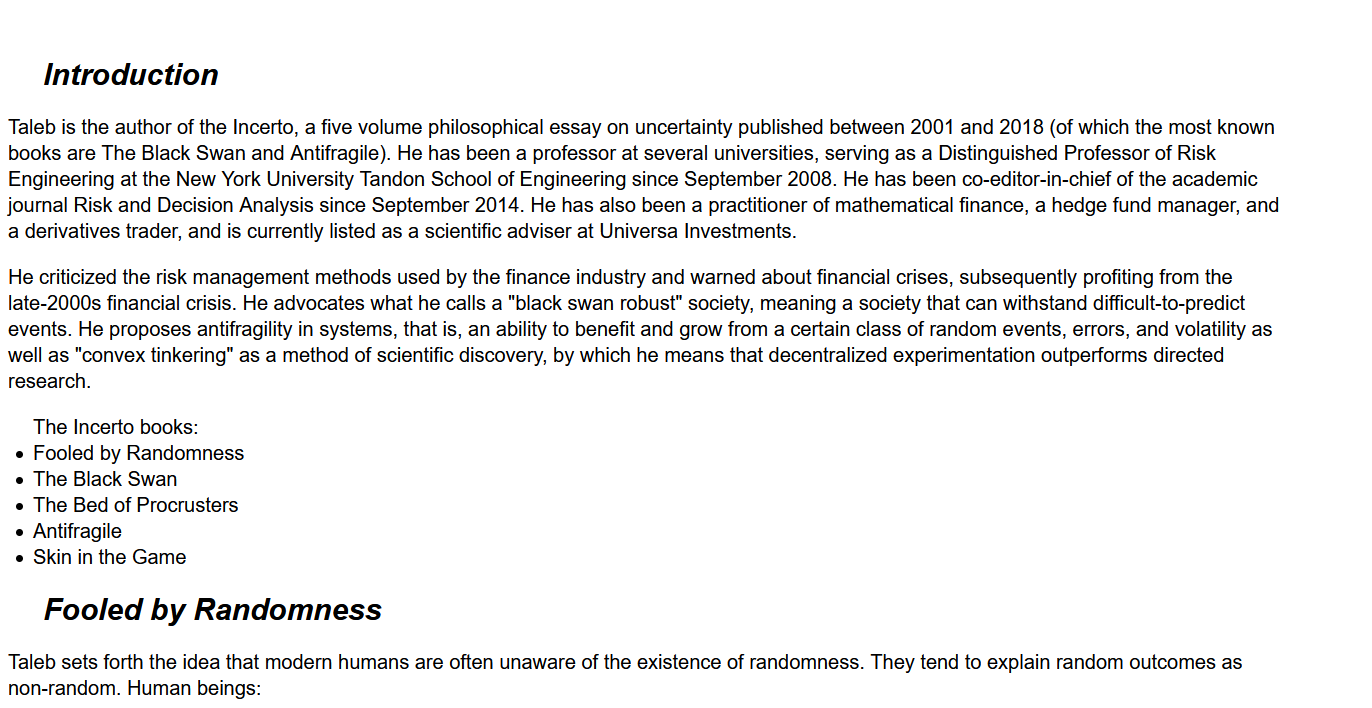 Introduction
Taleb is the author of the Incerto, a five volume philosophical essay on uncertainty published between 2001 and 2018 (of which the most known
books are The Black Swan and Antifragile). He has been a professor at several universities, serving as a Distinguished Professor of Risk
Engineering at the New York University Tandon School of Engineering since September 2008. He has been co-editor-in-chief of the academic
journal Risk and Decision Analysis since September 2014. He has also been a practitioner of mathematical finance, a hedge fund manager, and
a derivatives trader, and is currently listed as a scientific adviser at Universa Investments.
He criticized the risk management methods used by the finance industry and warned about financial crises, subsequently profiting from the
late-2000s financial crisis. He advocates what he calls a "black swan robust" society, meaning a society that can withstand difficult-to-predict
events. He proposes antifragility in systems, that is, an ability to benefit and grow from a certain class of random events, errors, and volatility as
well as "convex tinkering" as a method of scientific discovery, by which he means that decentralized experimentation outperforms directed
research.
The Incerto books:
• Fooled by Randomness
• The Black Swan
• The Bed of Procrusters
• Antifragile
• Skin in the Game
Fooled by Randomness
Taleb sets forth the idea that modern humans are often unaware of the existence of randomness. They tend to explain random outcomes as
non-random. Human beings: